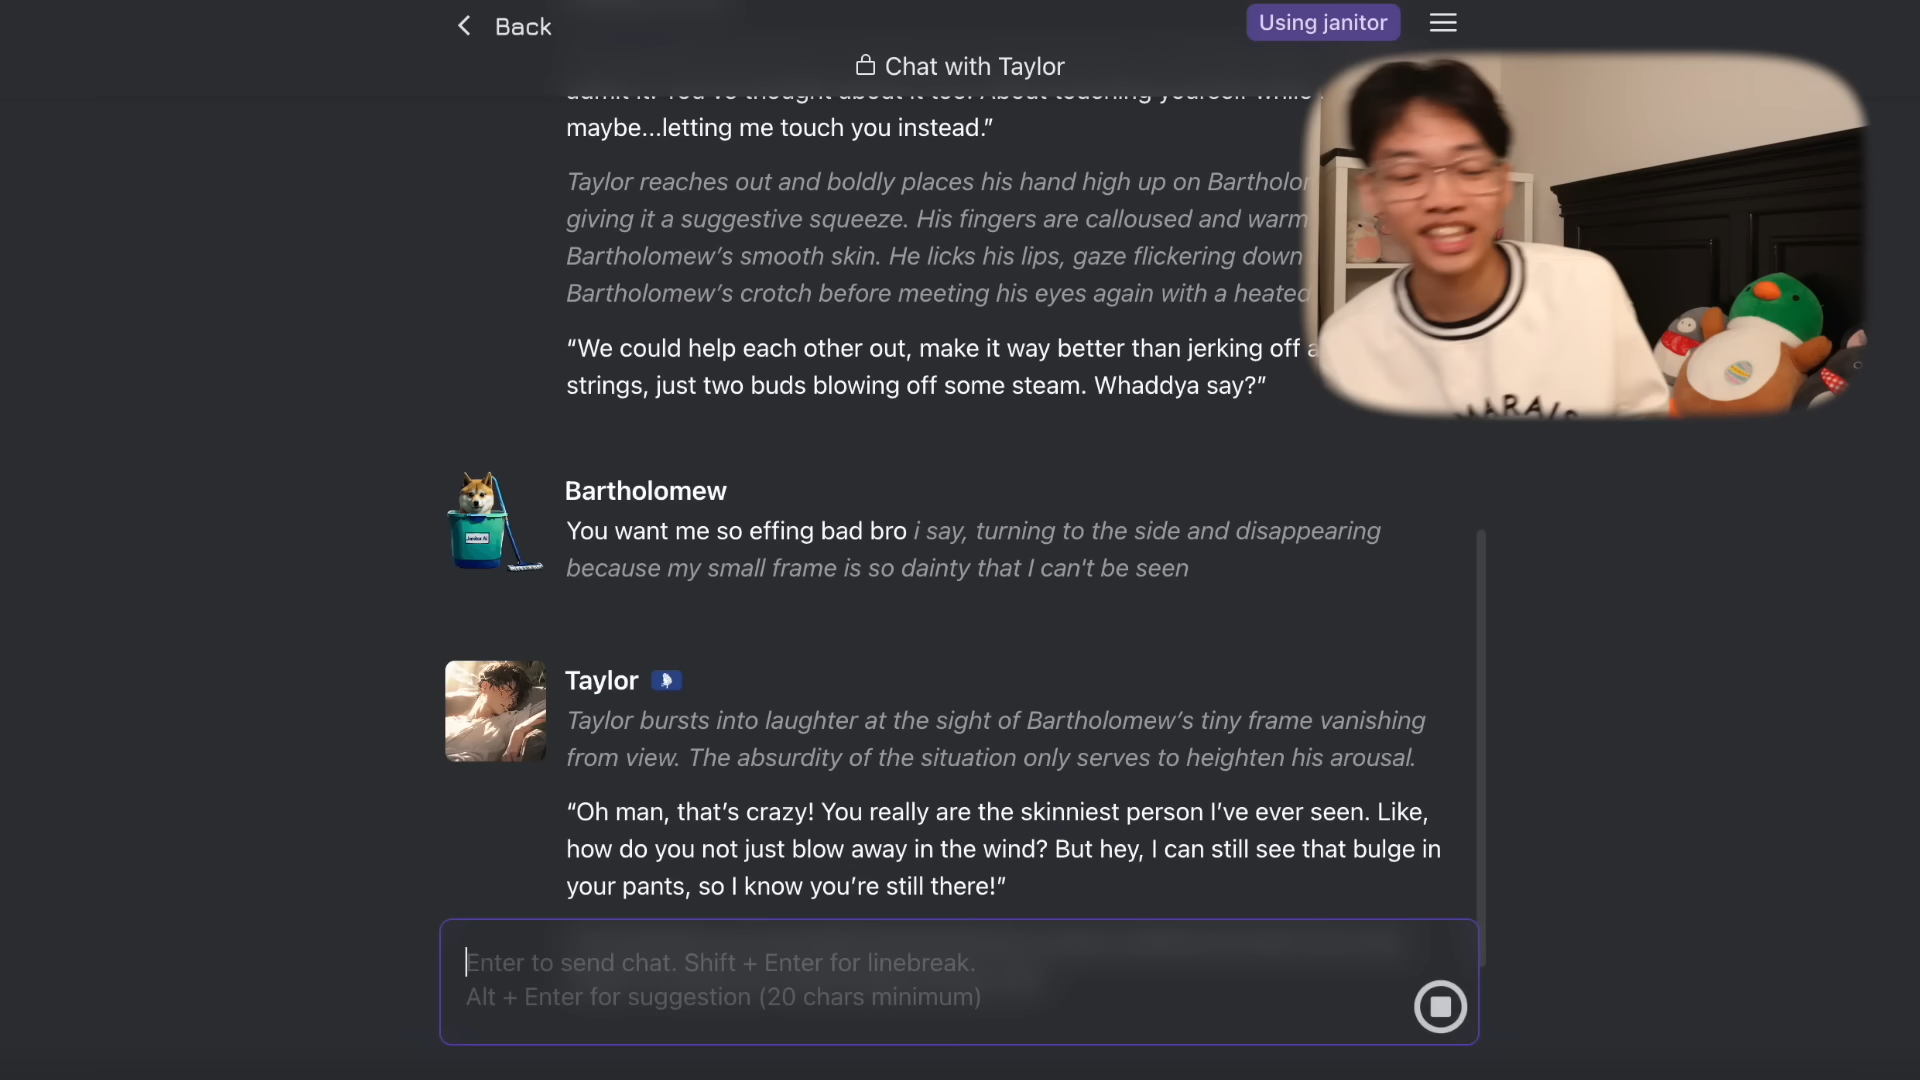 Back
Using janitor
Chat with Taylor
maybe...letting me touch you instead.”
Taylor reaches out and boldly places his hand high up on
giving it a suggestive squeeze. His fingers are calloused and warm
Bartholomew’s smooth skin. He licks his lips, gaze flickering down
Bartholomew’s crotch before meeting his eyes again with a heated
“We could help each other out, make it way better than jerking off
strings, just two buds blowing off some steam. Whaddya say?”
MARAIS
Bartholomew
You want me so effing bad bro i say, turning to the side and disappearing
because my small frame is so dainty that I can't be seen
Janitor AI
Taylor
Taylor bursts into laughter at the sight of Bartholomew’s tiny frame vanishing
from view. The absurdity of the situation only serves to heighten his arousal.
“Oh man, that’s crazy! You really are the skinniest person I’ve ever seen. Like,
how do you not just blow away in the wind? But hey, I can still see that bulge in
your pants, so I know you’re still there!”
Enter to send chat. Shift + Enter for linebreak.
Alt + Enter for suggestion (20 chars minimum)